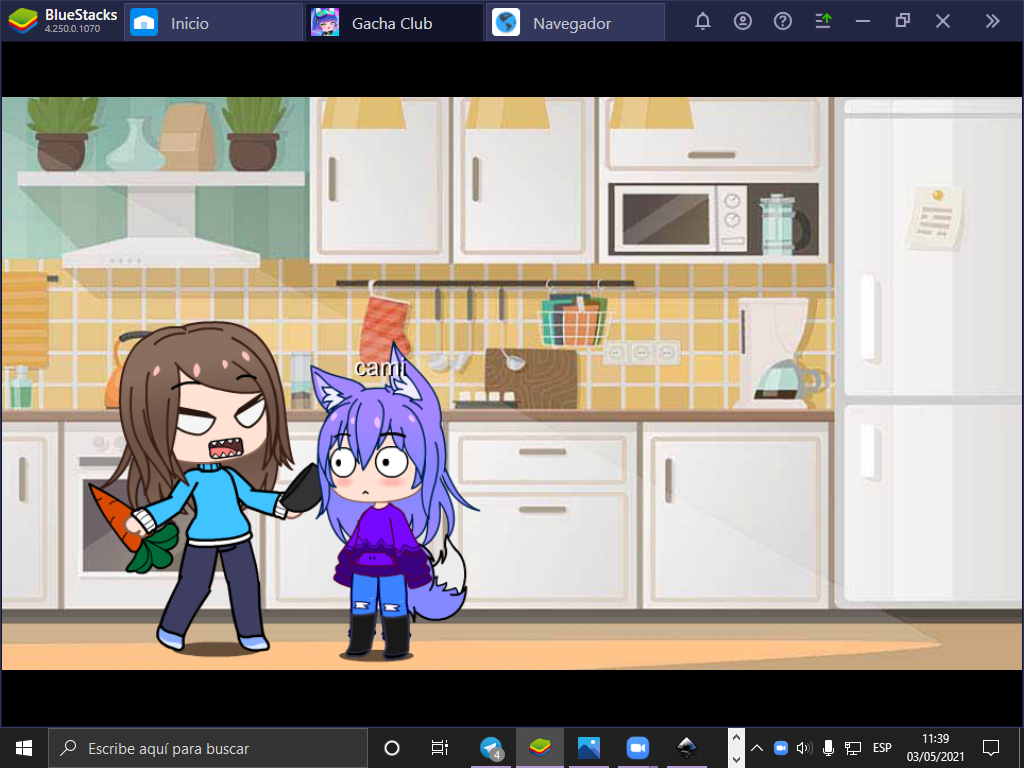 BlueStacks
4.250.0.1070
Inicio
Gacha Club
Navegador
cami
Escribe aquí para buscar
4
ESP
11:39
03/05/2021